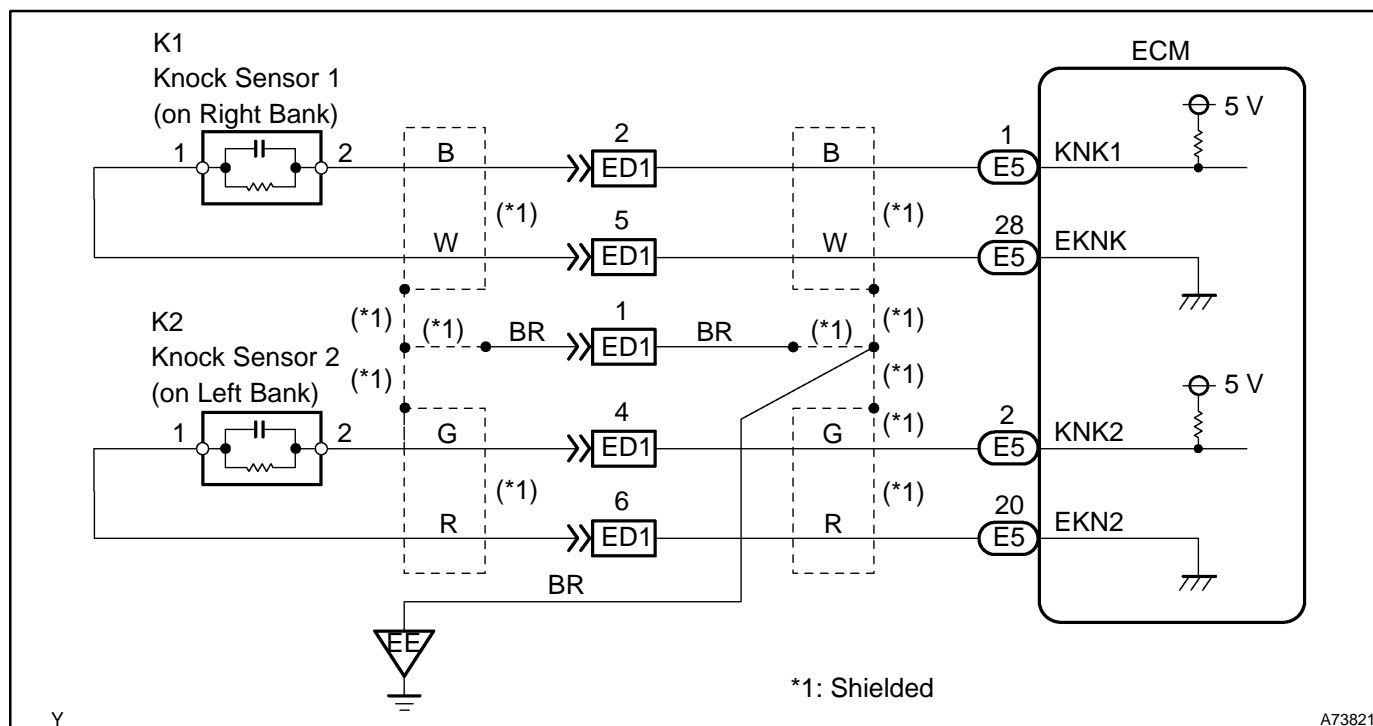 K1
Knock Sensor 1
(on Right Bank)
ECM
5 V
1
2
B
2
ED1
B
1
E5
KNK1
(*1)
(*1)
W
5
ED1
W
28
E5
EKNK
K2
Knock Sensor 2
(on Left Bank)
(*1)
(*1)
BR
1
ED1
BR
(*1)
(*1)
(*1)
(*1)
5 V
1
2
G
4
ED1
G
(*1)
2
E5
KNK2
(*1)
(*1)
R
6
ED1
R
20
E5
EKN2
BR
EE
*1: Shielded
Y
A73821